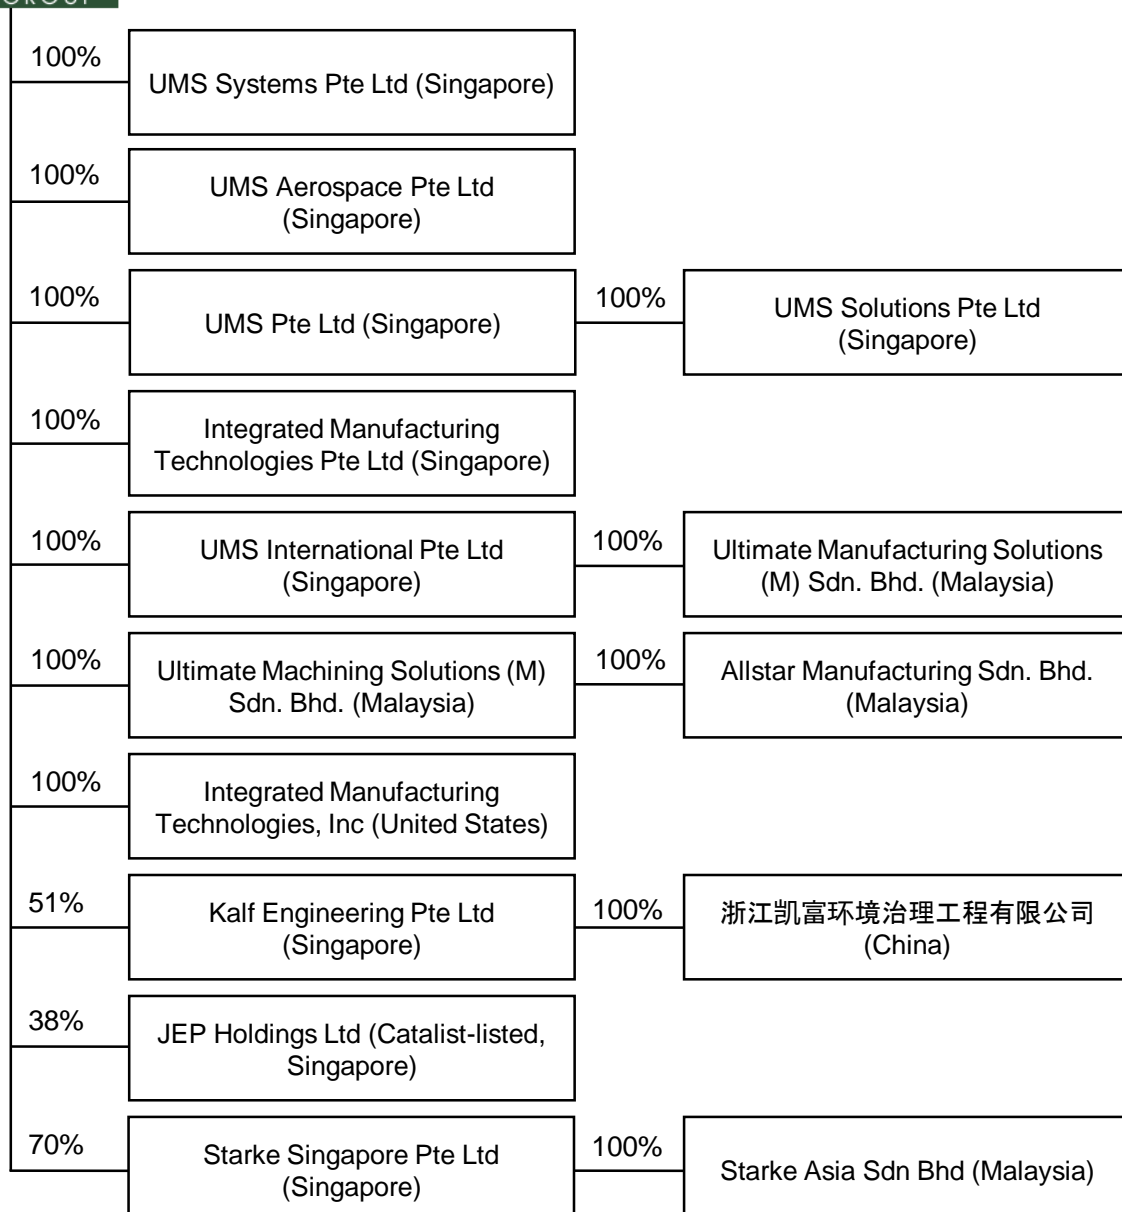 GROUP
100%
UMS Systems Pte Ltd (Singapore)
100%
UMS Aerospace Pte Ltd
(Singapore)
100%
UMS Pte Ltd (Singapore)
100%
UMS Solutions Pte Ltd
(Singapore)
100%
Integrated Manufacturing
Technologies Pte Ltd (Singapore)
100%
UMS International Pte Ltd
(Singapore)
100%
Ultimate Manufacturing Solutions
(M) Sdn. Bhd. (Malaysia)
100%
Ultimate Machining Solutions (M)
Sdn. Bhd. (Malaysia)
100%
Allstar Manufacturing Sdn. Bhd.
(Malaysia)
100%
Integrated Manufacturing
Technologies, Inc (United States)
51%
Kalf Engineering Pte Ltd
(Singapore)
100%
浙江凯富环境治理工程有限公司
(China)
38%
JEP Holdings Ltd (Catalist-listed,
Singapore)
70%
Starke Singapore Pte Ltd
(Singapore)
100%
Starke Asia Sdn Bhd (Malaysia)